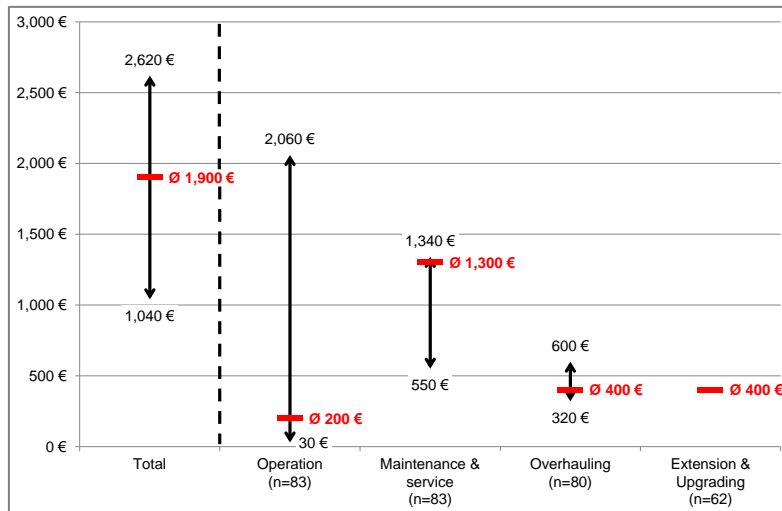 3,000 €
2,500 €
2,000 €
1,500 €
1,000 €
500 €
0 €
2,620 €
Ø 1,900 €
1,040 €
2,060 €
Ø 200 €
30 €
1,340 €
Ø 1,300 €
550 €
600 €
Ø 400 €
320 €
Ø 400 €
Total
Operation
(n=83)
Maintenance &
service
(n=83)
Overhauling
(n=80)
Extension &
Upgrading
(n=62)